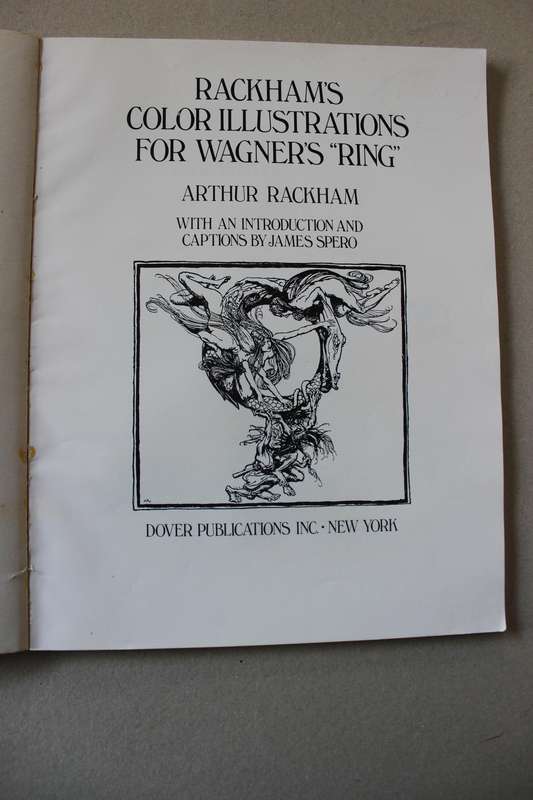 RACKHAM'S
COLOR ILLUSTRATIONS
FOR WAGNER'S "RING"
ARTHUR RACKHAM
WITH AN INTRODUCTION AND
CAPTIONS BY JAMES SPERO
DOVER PUBLICATIONS INC. · NEW YORK